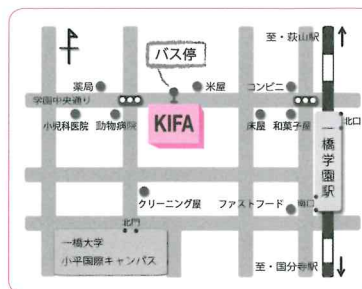 至・萩山駅
バス停
薬局
米屋
コンビニ
学園中央通り
小児科医院
動物病院
KIFA
床屋
和菓子屋
北口
一橋学園駅
クリーニング屋
ファストフード
南口
北門
一橋大学
小平国際キャンパス
至・国分寺駅